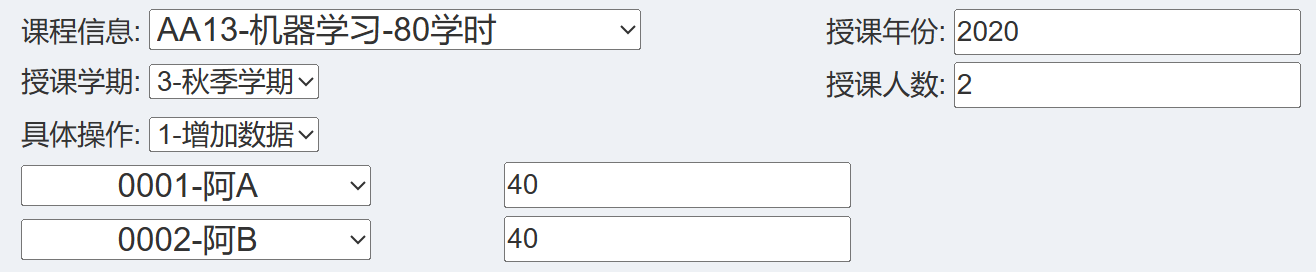 课程信息: AA13-机器学习-80学时 授课年份: 2020
授课学期: 3-秋季学期 授课人数: 2
具体操作: 1-增加数据
0001-阿A 40
0002-阿B 40